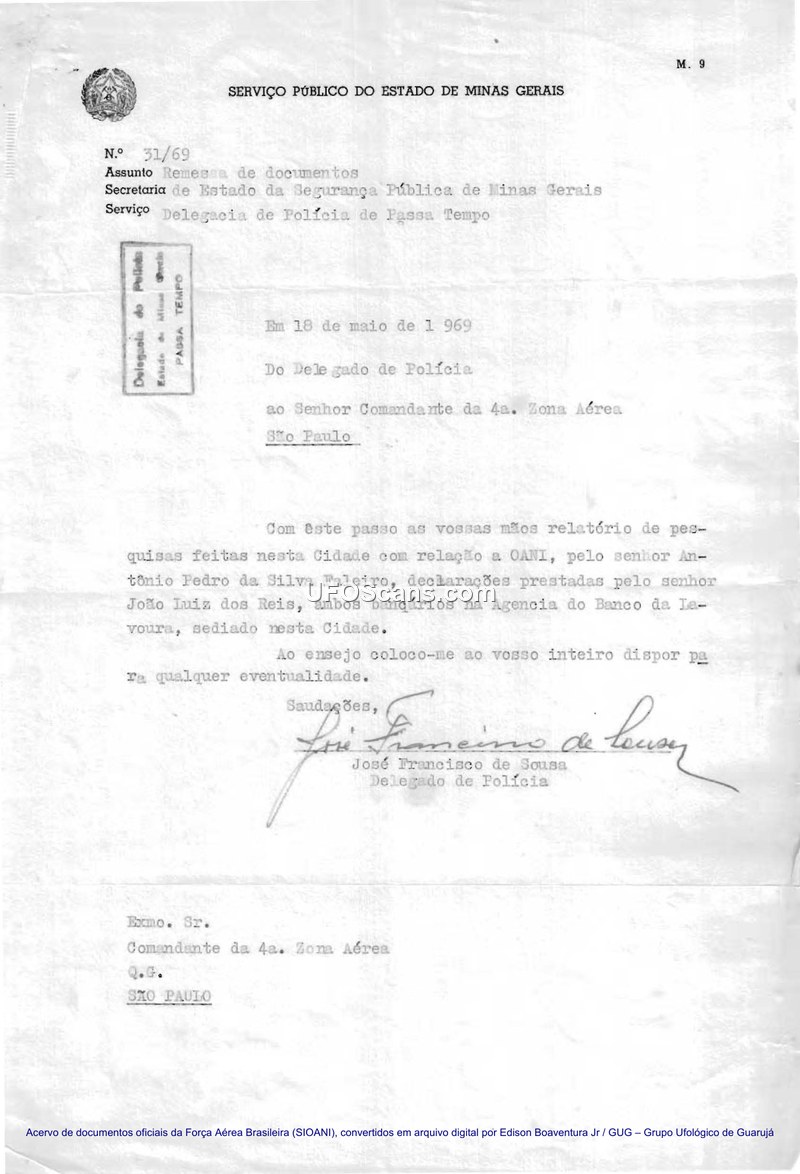 M. 9
SERVIÇO PÚBLICO DO ESTADO DE MINAS GERAIS
N.º 31/69
Assunto Remessa de documentos
Secretaria de Estado da Segurança Pública de Minas Gerais
Serviço Delegacia de Polícia de Passa Tempo
Delegacia de Polícia
Estado de Minas Gerais
PASSA TEMPO
Em 18 de maio de 1 969
Do Delegado de Polícia
ao Senhor Comandante da 4a. Zona Aérea
São Paulo
Com êste passo as vossas mãos relatório de pes-
quisas feitas nesta Cidade com relação a OANI, pelo senhor An-
tônio Pedro da Silva Faleiro, declarações prestadas pelo senhor
UFOScans.com
João Luiz dos Reis, ambos bancários na Agencia do Banco da La-
voura, sediado nesta Cidade.
Ao ensejo coloco-me ao vosso inteiro dispor pa
ra qualquer eventualidade.
Saudações,
José Francisco de Sousa
José Francisco de Sousa
Delegado de Polícia
Exmo. Sr.
Comandante da 4a. Zona Aérea
Q.G.
SÃO PAULO
Acervo de documentos oficiais da Força Aérea Brasileira (SIOANI), convertidos em arquivo digital por Edison Boaventura Jr / GUG – Grupo Ufológico de Guarujá